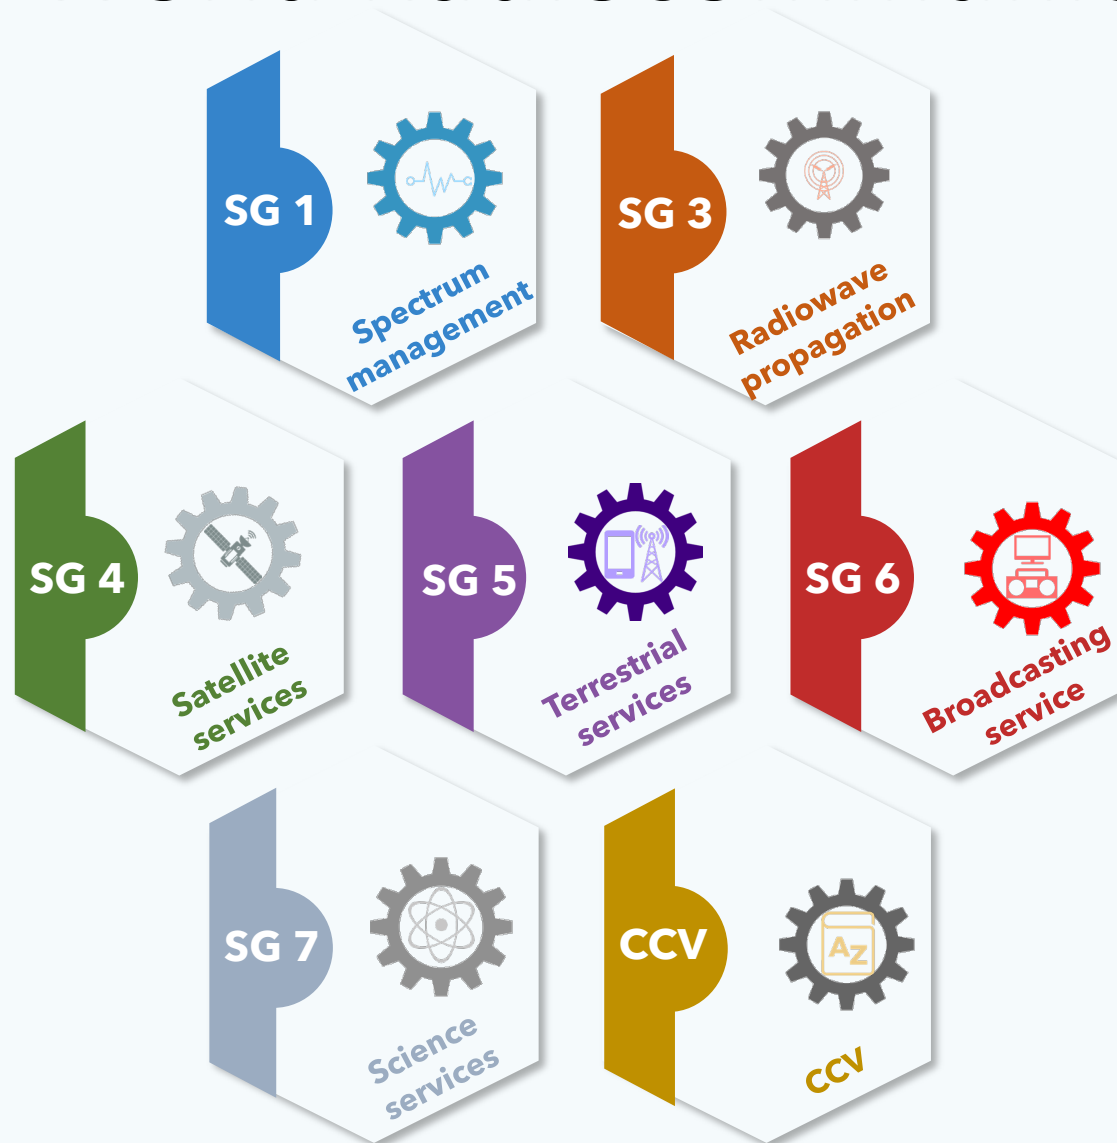 SG 1
Spectrum
management
SG 3
Radiowave
propagation
SG 4
Satellite
services
SG 5
Terrestrial
services
SG 6
Broadcasting
service
SG 7
Science
services
CCV
AZ
CCV